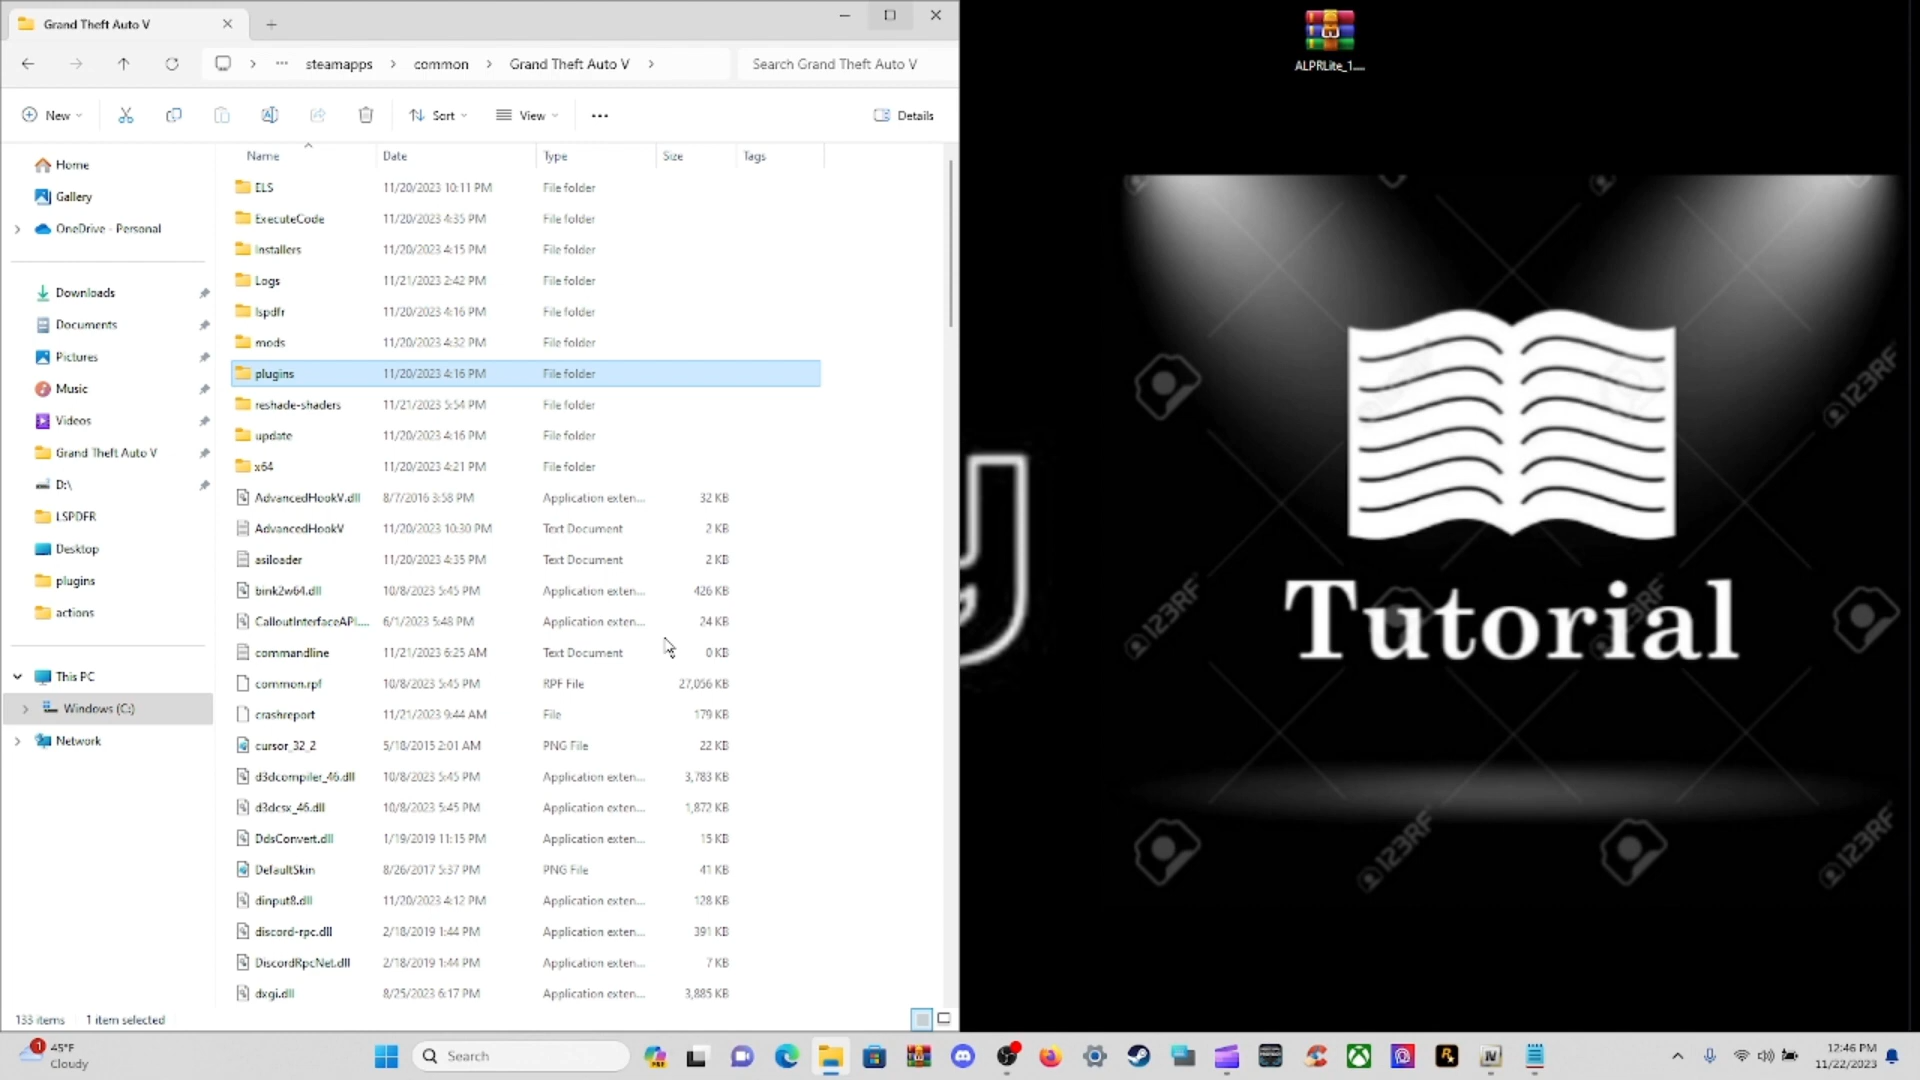 Grand Theft Auto V
steamapps
common
Grand Theft Auto V
Search Grand Theft Auto V
New
Sort
View
Details
Name
Date
Type
Size
Tags
Home
Gallery
OneDrive - Personal
Downloads
Documents
Pictures
Music
Videos
Grand Theft Auto V
D:\
LSPDFR
Desktop
plugins
actions
This PC
Windows (C:)
Network
ELS 11/20/2023 10:11 PM File folder
ExecuteCode 11/20/2023 4:35 PM File folder
Installers 11/20/2023 4:15 PM File folder
Logs 11/21/2023 2:42 PM File folder
lspdfr 11/20/2023 4:16 PM File folder
mods 11/20/2023 4:32 PM File folder
plugins 11/20/2023 4:16 PM File folder
reshade-shaders 11/21/2023 5:54 PM File folder
update 11/20/2023 4:16 PM File folder
x64 11/20/2023 4:21 PM File folder
AdvancedHookV.dll 8/7/2016 3:58 PM Application exten... 32 KB
AdvancedHookV 11/20/2023 10:30 PM Text Document 2 KB
asiloader 11/20/2023 4:35 PM Text Document 2 KB
bink2w64.dll 10/8/2023 5:45 PM Application exten... 426 KB
CalloutInterfaceAPI.... 6/1/2023 5:48 PM Application exten... 24 KB
commandline 11/21/2023 6:25 AM Text Document 0 KB
common.rpf 10/8/2023 5:45 PM RPF File 27,056 KB
crashreport 11/21/2023 9:44 AM File 179 KB
cursor_32_2 5/18/2015 2:01 AM PNG File 22 KB
d3dcompiler_46.dll 10/8/2023 5:45 PM Application exten... 3,783 KB
d3dcsx_46.dll 10/8/2023 5:45 PM Application exten... 1,872 KB
DdsConvert.dll 1/19/2019 11:15 PM Application exten... 15 KB
DefaultSkin 8/26/2017 5:37 PM PNG File 41 KB
dinput8.dll 11/20/2023 4:12 PM Application exten... 128 KB
discord-rpc.dll 2/18/2019 1:44 PM Application exten... 391 KB
DiscordRpcNet.dll 2/18/2019 1:44 PM Application exten... 7 KB
dxgi.dll 8/25/2023 6:17 PM Application exten... 3,885 KB
133 items 1 item selected
ALPRLite_1....
Tutorial
123RF
123RF
123RF
123RF
123RF
1
45°F
Cloudy
Search
12:46 PM
11/22/2023